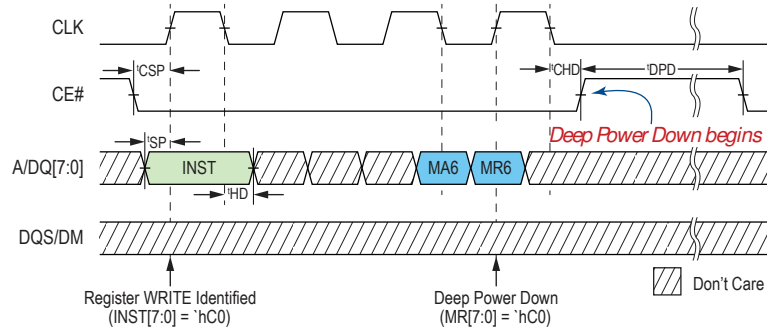 CLK
tCSP
tCHD
tDPD
CE#
Deep Power Down begins
tSP
A/DQ[7:0]
INST
MA6
MR6
tHD
DQS/DM
Register WRITE Identified
(INST[7:0] = `hC0)
Deep Power Down
(MR[7:0] = `hC0)
Don't Care